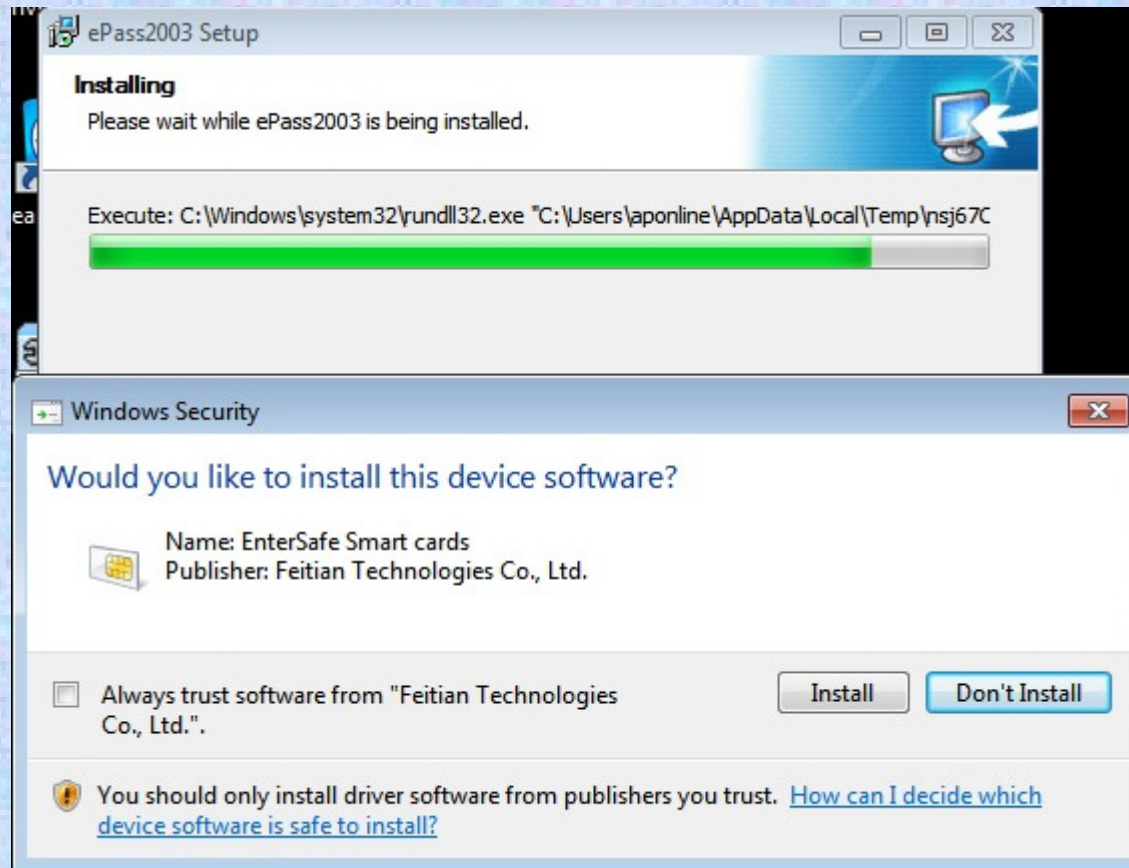 ePass2003 Setup
Installing
Please wait while ePass2003 is being installed.
ea
Execute: C:\Windows\system32\rundll32.exe "C:\Users\aponline\AppData\Local\Temp\nsj67C
Windows Security
Would you like to install this device software?
Name: EnterSafe Smart cards
Publisher: Feitian Technologies Co., Ltd.
Always trust software from "Feitian Technologies
Co., Ltd.".
Install
Don't Install
You should only install driver software from publishers you trust. How can I decide which
device software is safe to install?